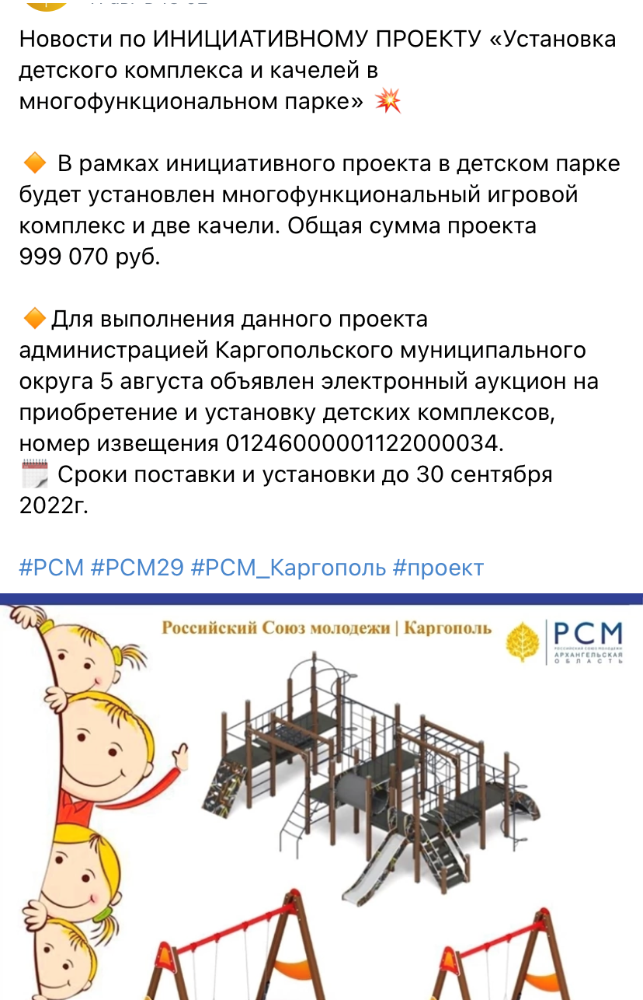 Новости по ИНИЦИАТИВНОМУ ПРОЕКТУ «Установка
детского комплекса и качелей в
многофункциональном парке» 💥
🔸 В рамках инициативного проекта в детском парке
будет установлен многофункциональный игровой
комплекс и две качели. Общая сумма проекта
999 070 руб.
🔸Для выполнения данного проекта
администрацией Каргопольского муниципального
округа 5 августа объявлен электронный аукцион на
приобретение и установку детских комплексов,
номер извещения 01246000001122000034.
🗓 Сроки поставки и установки до 30 сентября
2022г.
#РСМ #РСМ29 #РСМ_Каргополь #проект
Российский Союз молодежи | Каргополь
РСМ
РОССИЙСКИЙ СОЮЗ МОЛОДЕЖИ
АРХАНГЕЛЬСКАЯ
ОБЛАСТЬ